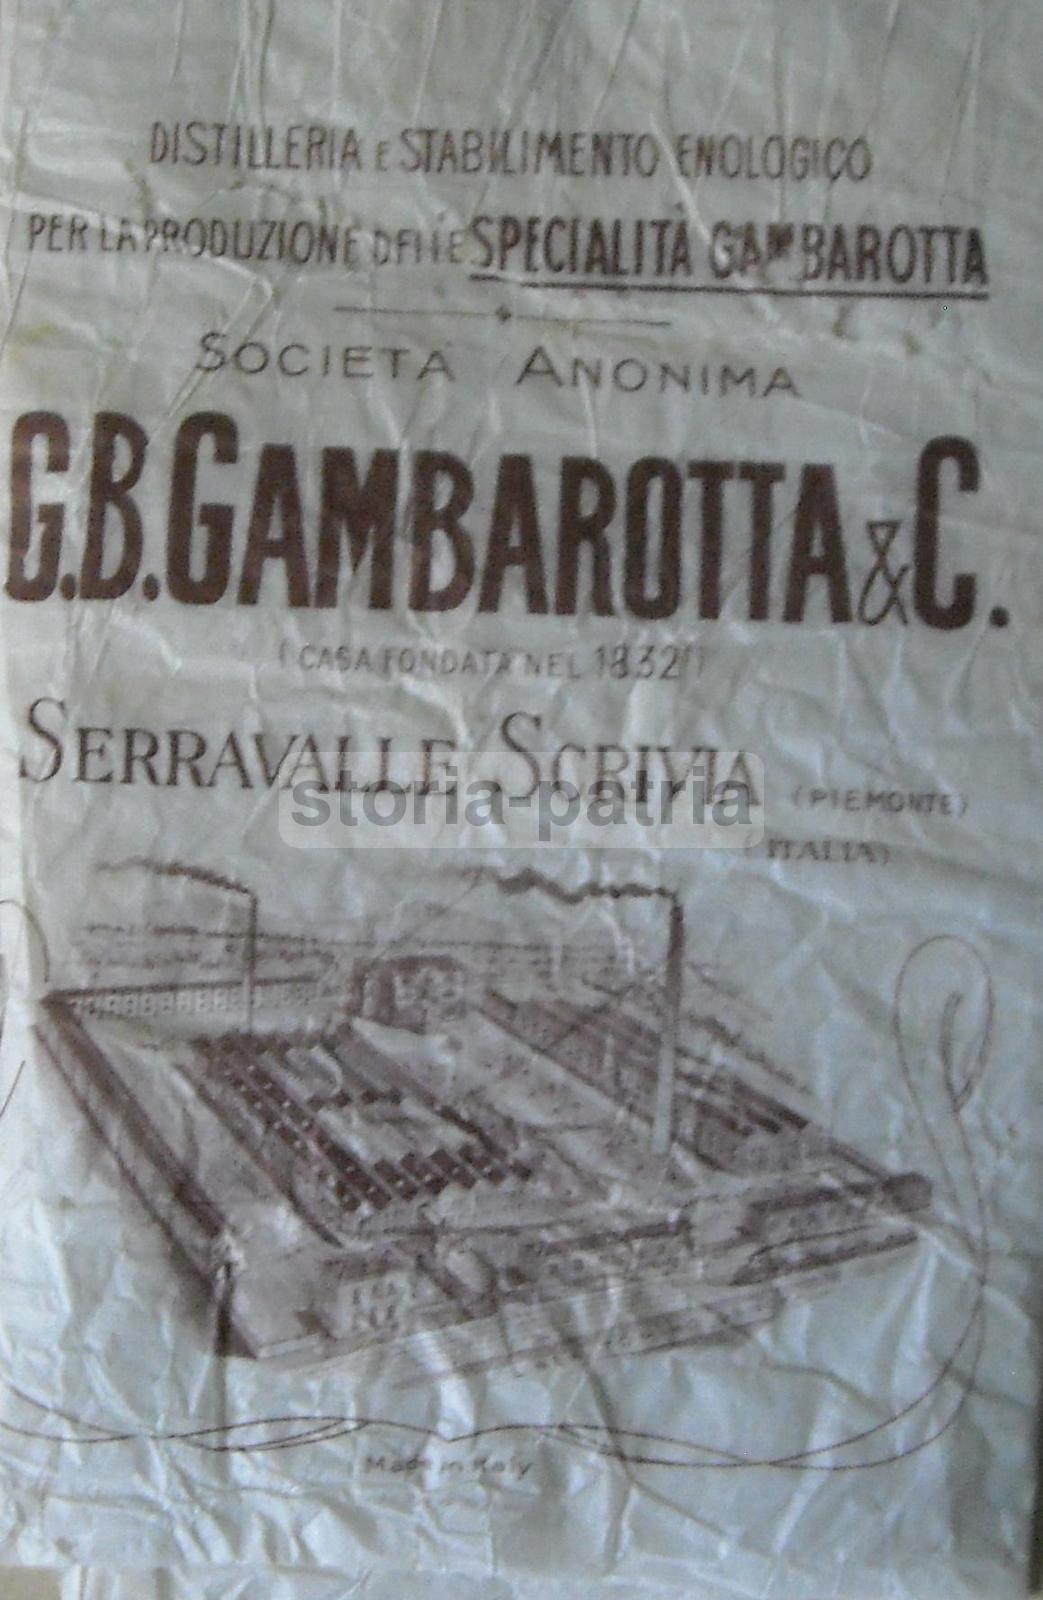 DISTILLERIA E STABILIMENTO ENOLOGICO
PER LA PRODUZIONE DELLE SPECIALITÀ GAMBAROTTA
SOCIETÀ ANONIMA
G.B. GAMBAROTTA & C.
(CASA FONDATA NEL 1832)
SERRAVALLE SCRIVIA (PIEMONTE)
(ITALIA)
storia-patria
Made in Italy